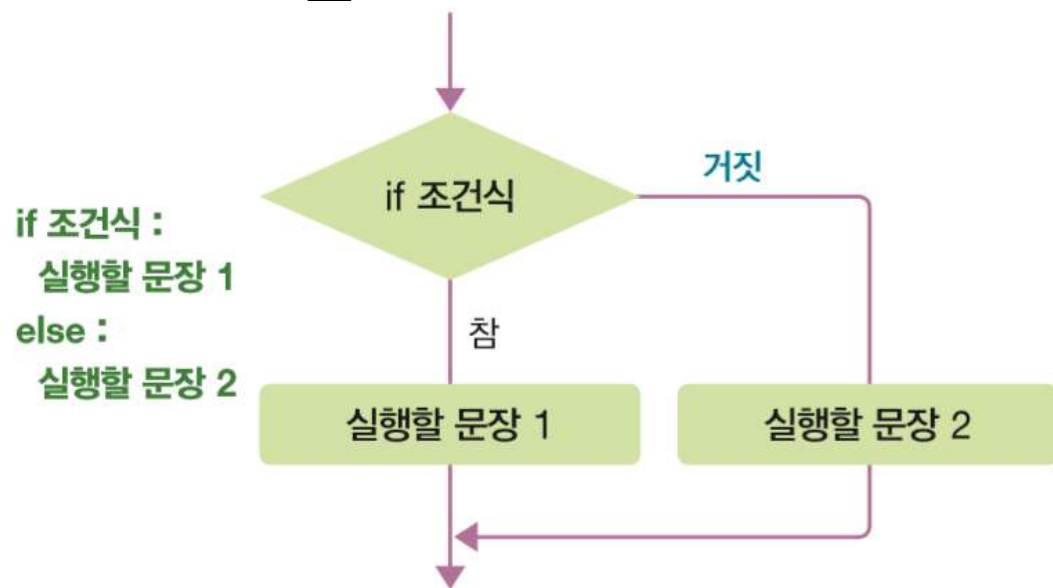 if 조건식 :
실행할 문장 1
else :
실행할 문장 2
if 조건식
거짓
참
실행할 문장 1
실행할 문장 2